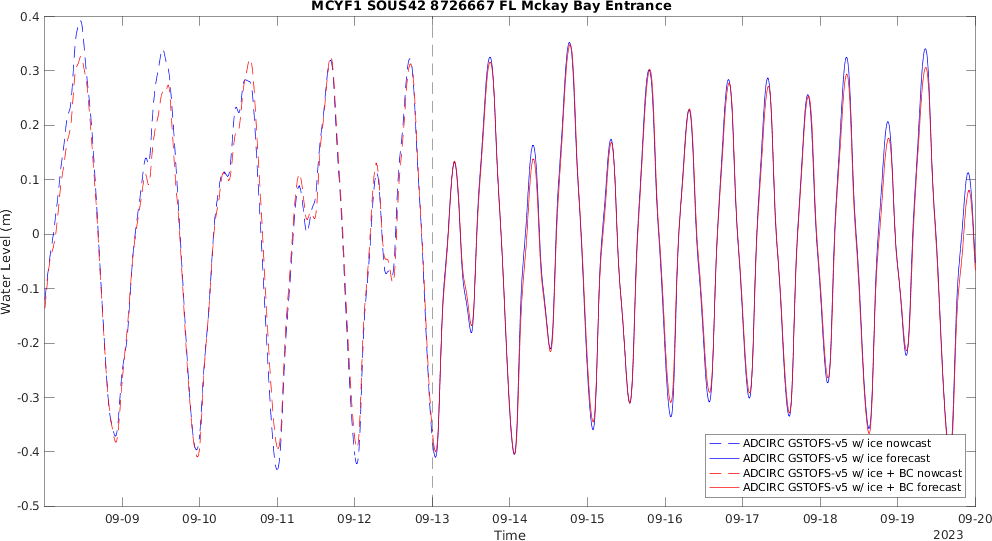 MCYF1 SOUS42 8726667 FL Mckay Bay Entrance
Water Level (m)
0.4
0.3
0.2
0.1
0
-0.1
-0.2
-0.3
-0.4
-0.5
ADCIRC GSTOFS-v5 w/ ice nowcast
ADCIRC GSTOFS-v5 w/ ice forecast
ADCIRC GSTOFS-v5 w/ ice + BC nowcast
ADCIRC GSTOFS-v5 w/ ice + BC forecast
09-09 09-10 09-11 09-12 09-13 09-14 09-15 09-16 09-17 09-18 09-19 09-20
Time
2023